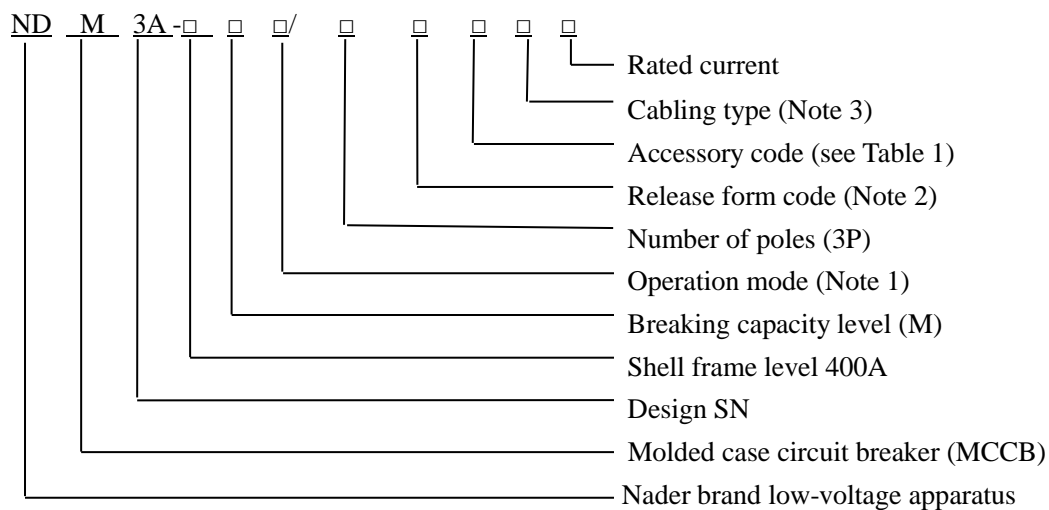 ND M 3A -□ □ □/ □ □ □ □ □
Rated current
Cabling type (Note 3)
Accessory code (see Table 1)
Release form code (Note 2)
Number of poles (3P)
Operation mode (Note 1)
Breaking capacity level (M)
Shell frame level 400A
Design SN
Molded case circuit breaker (MCCB)
Nader brand low-voltage apparatus